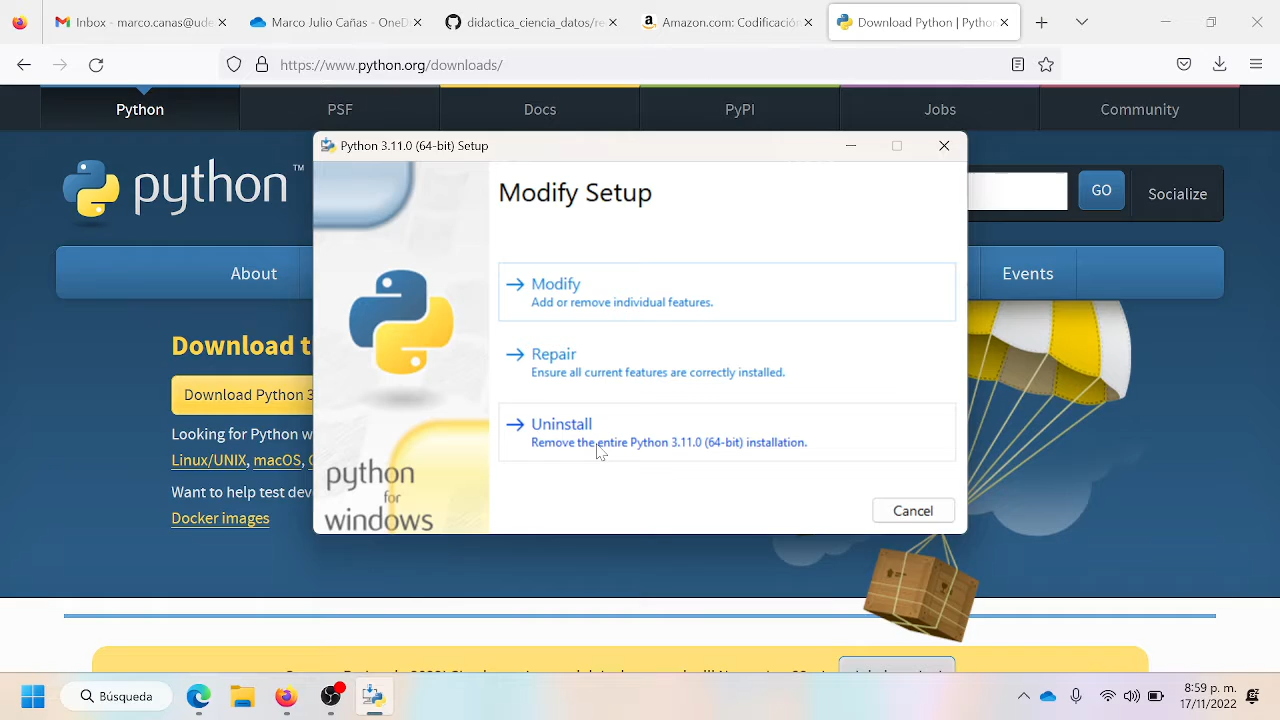 Inbox - marcoj.canas@ude
Marco Julio Cañas - OneD
didactica_ciencia_datos/re
Amazon.com: Codificación
Download Python | Python
https://www.python.org/downloads/
Python
PSF
Docs
PyPI
Jobs
Community
Python 3.11.0 (64-bit) Setup
python™
GO
Socialize
Modify Setup
About
Events
Modify
Add or remove individual features.
Download t
Repair
Ensure all current features are correctly installed.
Download Python 3
Looking for Python w
Uninstall
Remove the entire Python 3.11.0 (64-bit) installation.
Linux/UNIX, macOS,
Want to help test dev
Docker images
python
for
windows
Cancel
Búsqueda
8:59 p. m.
17/11/2022